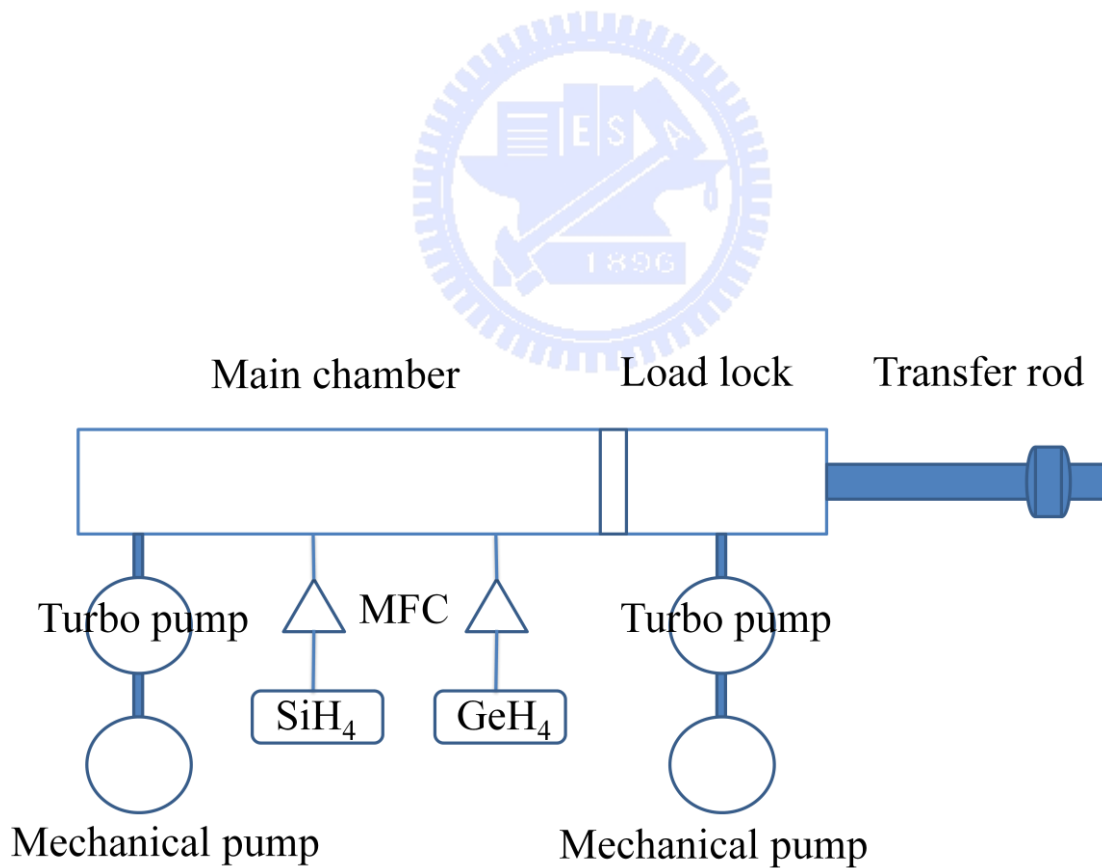 E S A
1896
Main chamber
Load lock
Transfer rod
Turbo pump
MFC
Turbo pump
SiH₄
GeH₄
Mechanical pump
Mechanical pump